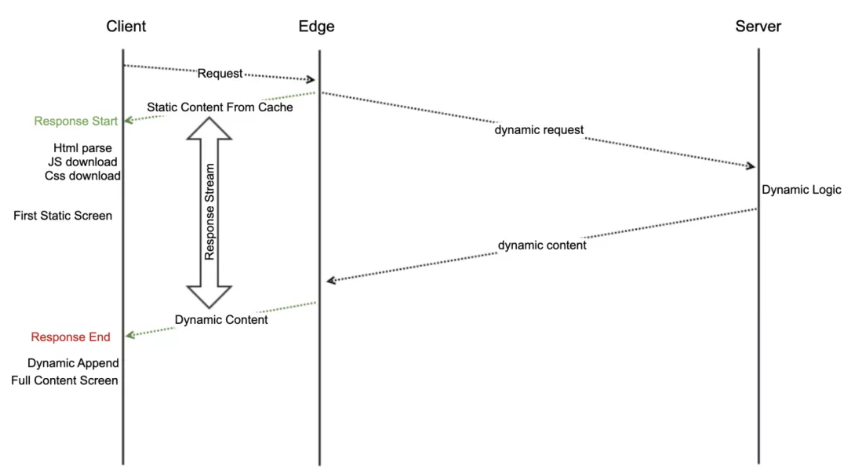 Client
Edge
Server
Request
Static Content From Cache
Response Start
dynamic request
Html parse
JS download
Css download
Dynamic Logic
Response Stream
First Static Screen
dynamic content
Dynamic Content
Response End
Dynamic Append
Full Content Screen